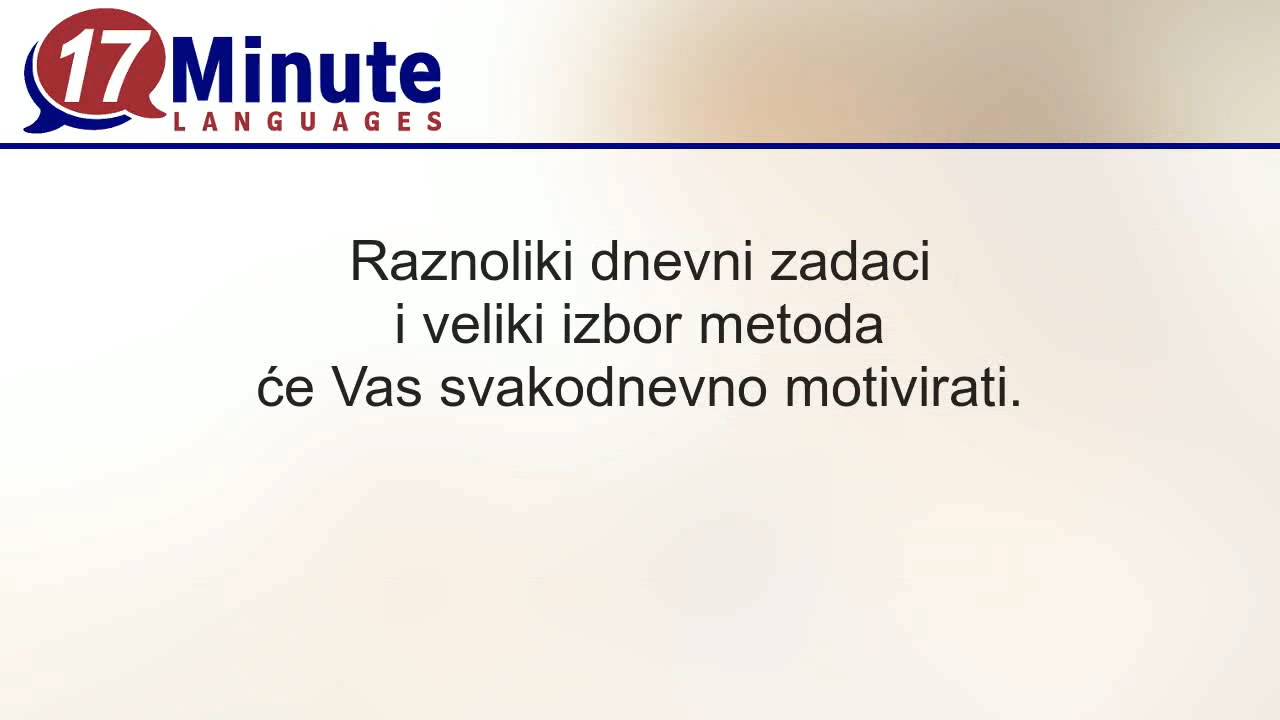 17 Minute
LANGUAGES
Raznoliki dnevni zadaci
i veliki izbor metoda
će Vas svakodnevno motivirati.